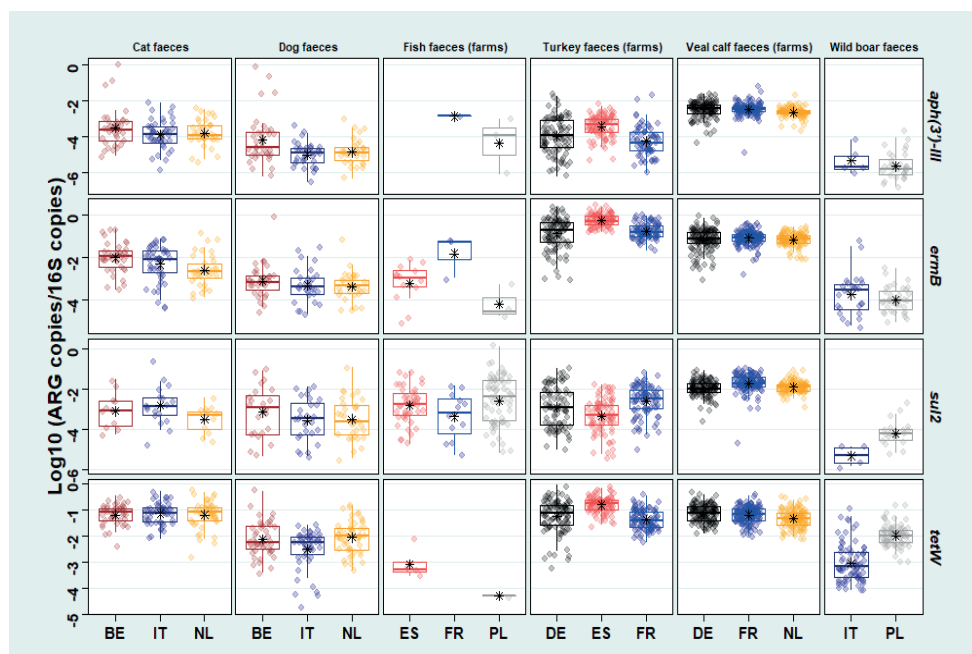 Cat faeces Dog faeces Fish faeces (farms) Turkey faeces (farms) Veal calf faeces (farms) Wild boar faeces
Log10 (ARG copies/16S copies)
0
-2
-4
-6
aph(3')-III
0
-2
-4
ermB
0
-2
-4
-6
sul2
0
-1
-2
-3
-4
-5
tetW
BE IT NL BE IT NL ES FR PL DE ES FR DE FR NL IT PL